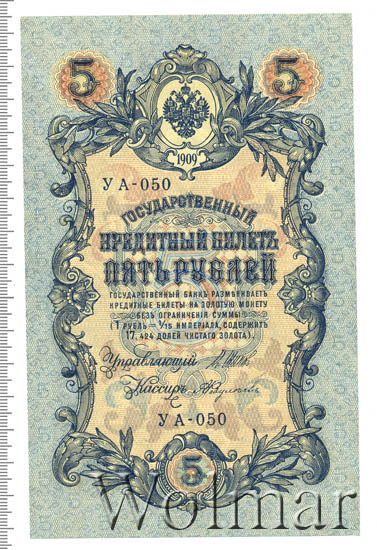 5 5
1909
УА-050
ГОСУДАРСТВЕННЫЙ
КРЕДИТНЫЙ БИЛЕТЪ
ПЯТЬ РУБЛЕЙ
ГОСУДАРСТВЕННЫЙ БАНКЪ РАЗМѢНИВАЕТЪ
КРЕДИТНЫЕ БИЛЕТЫ НА ЗОЛОТУЮ МОНЕТУ
БЕЗЪ ОГРАНИЧЕНІЯ СУММЫ
(1 РУБЛЬ = 1/15 ИМПЕРІАЛА, СОДЕРЖИТЪ
17,424 ДОЛЕЙ ЧИСТАГО ЗОЛОТА).
Управляющій
Кассиръ
УА-050
5
Wolmar